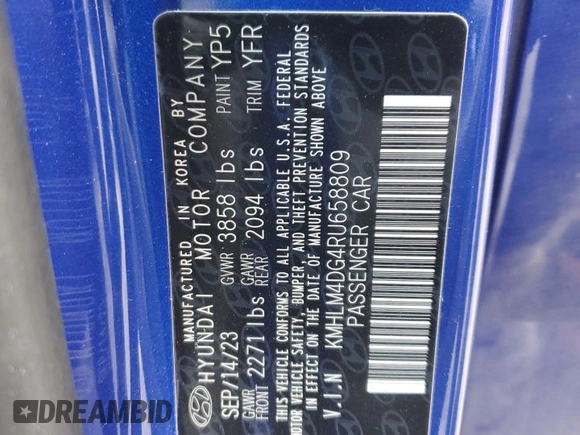 MANUFACTURED IN KOREA BY
HYUNDAI MOTOR COMPANY
SEP/14/23 GVWR 3858 lbs PAINT YP5
GAWR FRONT 2271 lbs GAWR REAR 2094 lbs TRIM YFR
THIS VEHICLE CONFORMS TO ALL APPLICABLE U.S.A. FEDERAL
MOTOR VEHICLE SAFETY, BUMPER AND THEFT PREVENTION STANDARDS
IN EFFECT ON THE DATE OF MANUFACTURE SHOWN ABOVE
V.I.N KMHLM4DG4RU658809
PASSENGER CAR
DREAMBID